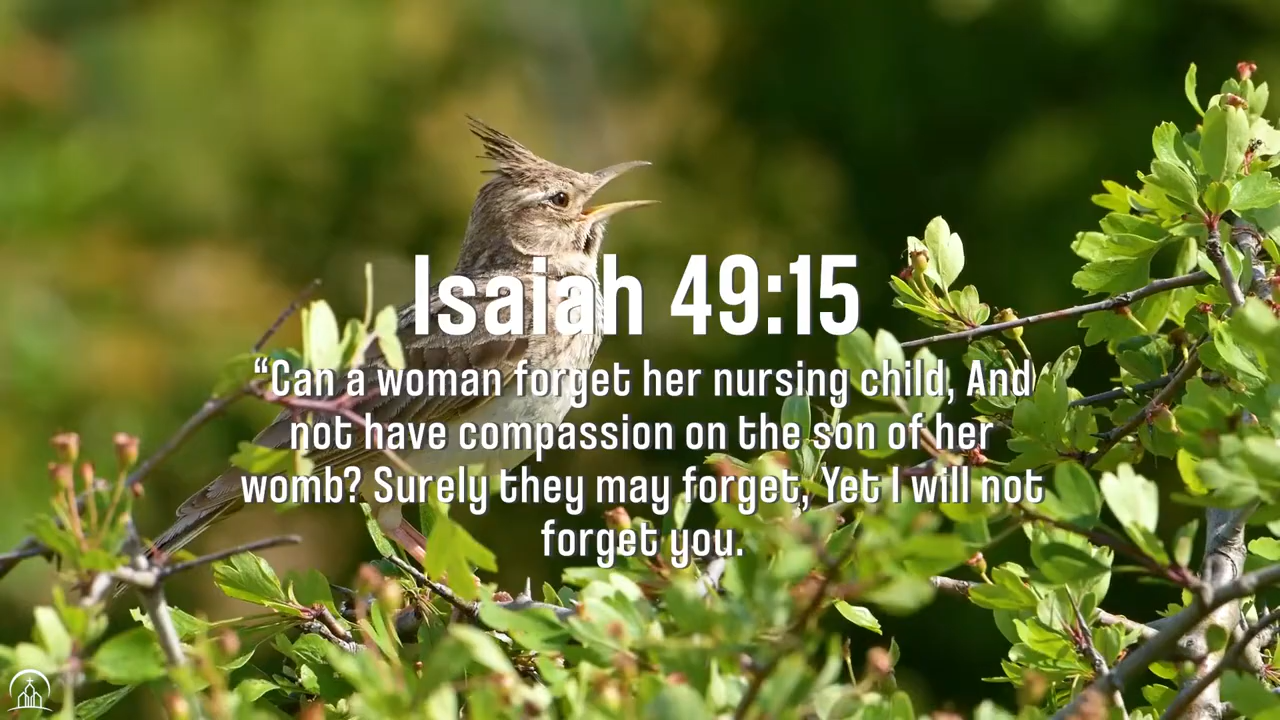 Isaiah 49:15
“Can a woman forget her nursing child, And
not have compassion on the son of her
womb? Surely they may forget, Yet I will not
forget you.